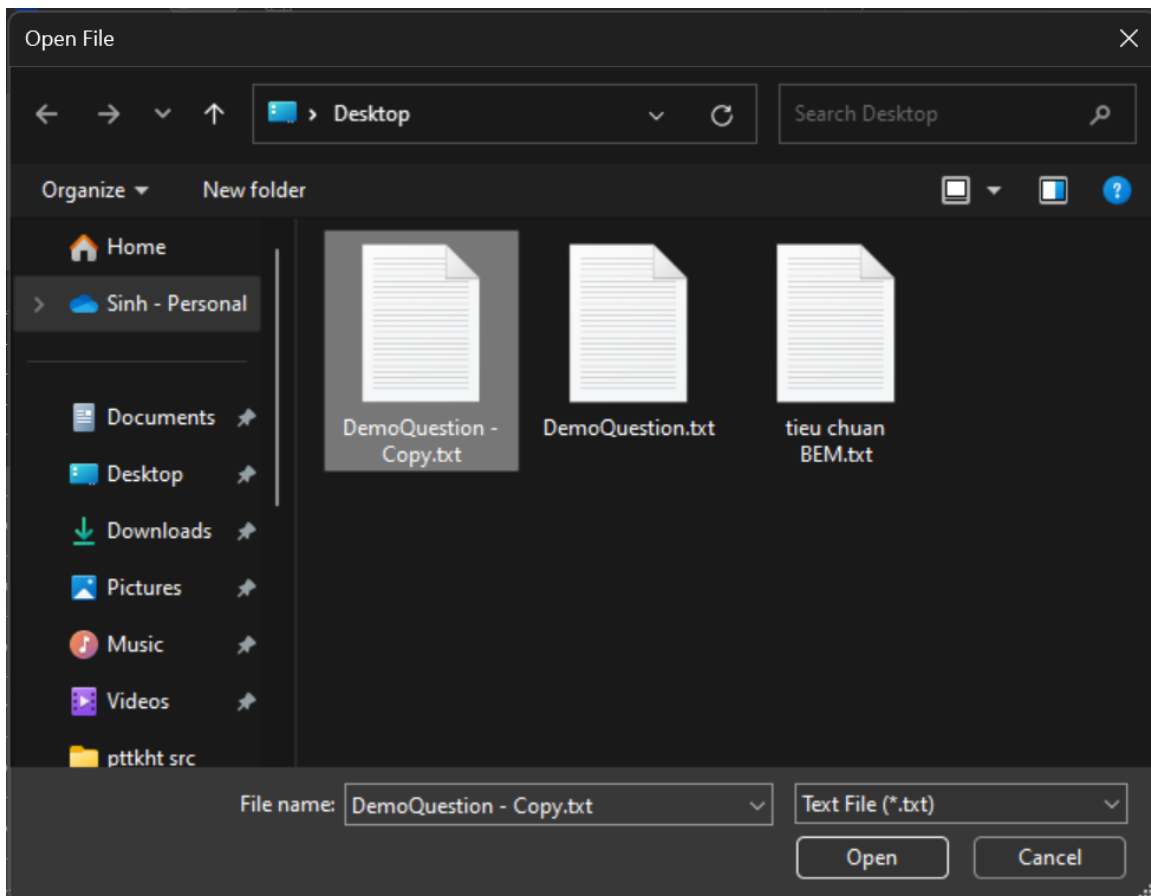 Open File
Desktop
Search Desktop
Organize
New folder
Home
Sinh - Personal
Documents
Desktop
Downloads
Pictures
Music
Videos
pttkht src
DemoQuestion -
Copy.txt
DemoQuestion.txt
tieu chuan
BEM.txt
File name: DemoQuestion - Copy.txt
Text File (*.txt)
Open
Cancel